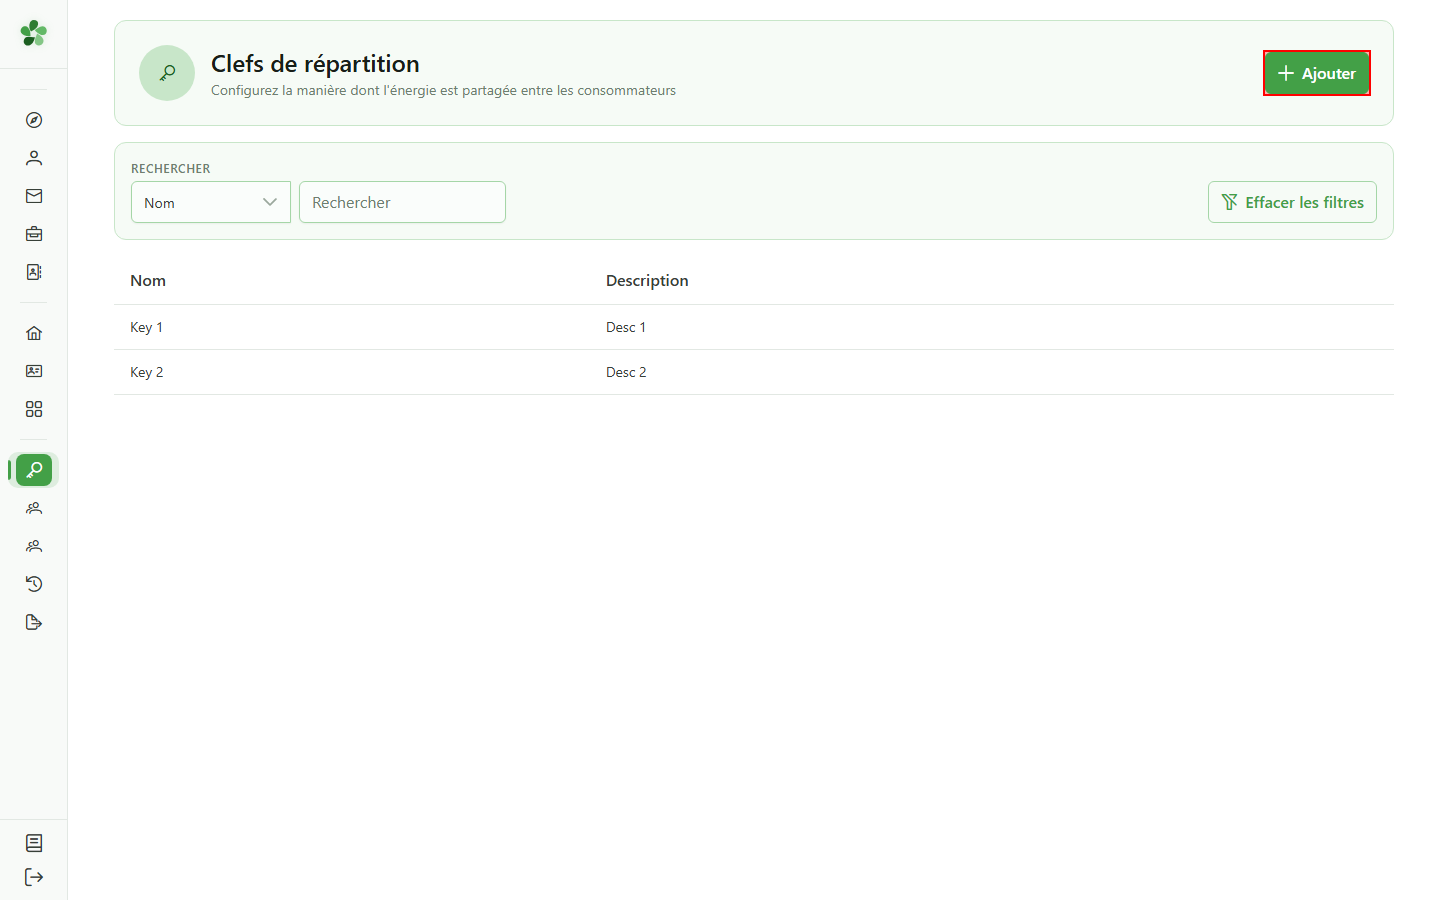 Clefs de répartition
Configurez la manière dont l'énergie est partagée entre les consommateurs
Ajouter
RECHERCHER
Nom
Rechercher
Effacer les filtres
Nom Description
Key 1 Desc 1
Key 2 Desc 2